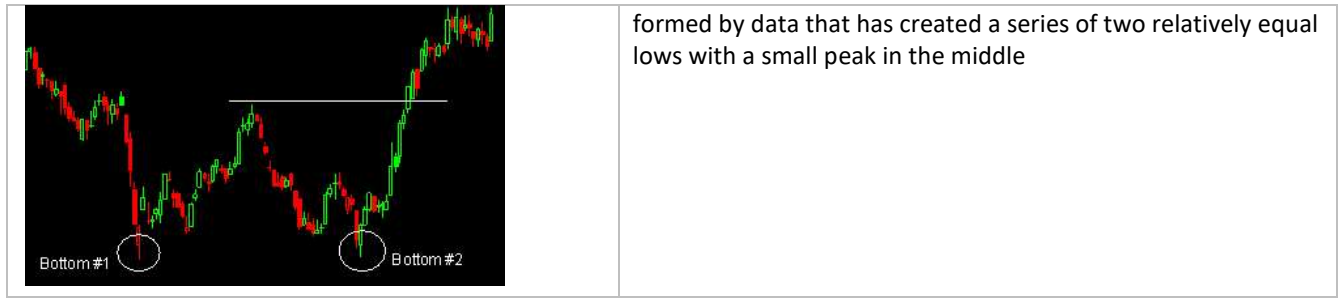 formed by data that has created a series of two relatively equal
lows with a small peak in the middle
Bottom #1
Bottom #2